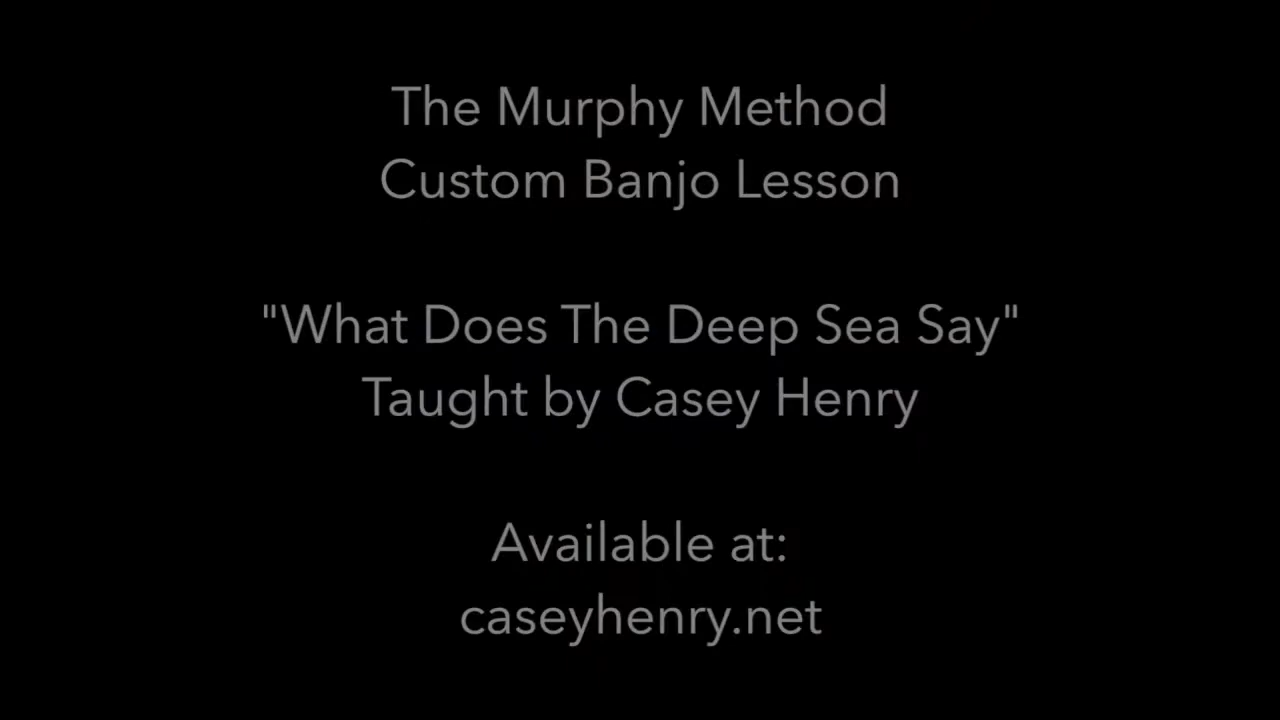 The Murphy Method
Custom Banjo Lesson
"What Does The Deep Sea Say"
Taught by Casey Henry
Available at:
caseyhenry.net